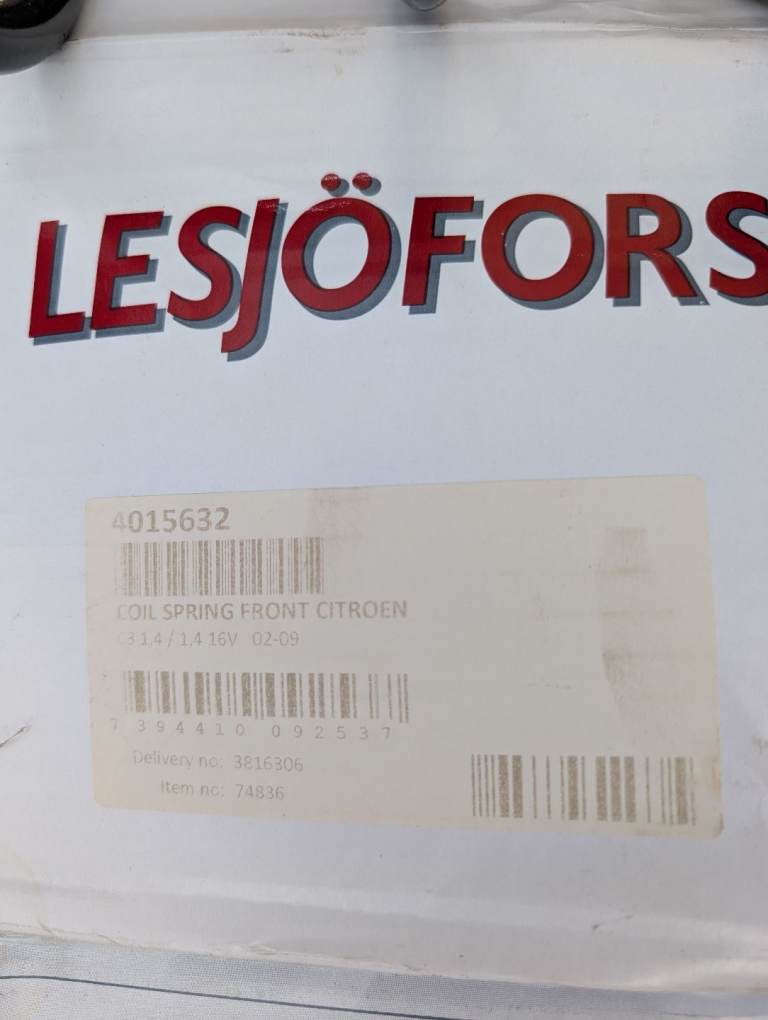 LESJÖFORS
4015632
COIL SPRING FRONT CITROEN
C3 1,4 / 1,4 16V 02-09
7 394410 092537
Delivery no: 3816306
Item no: 74836